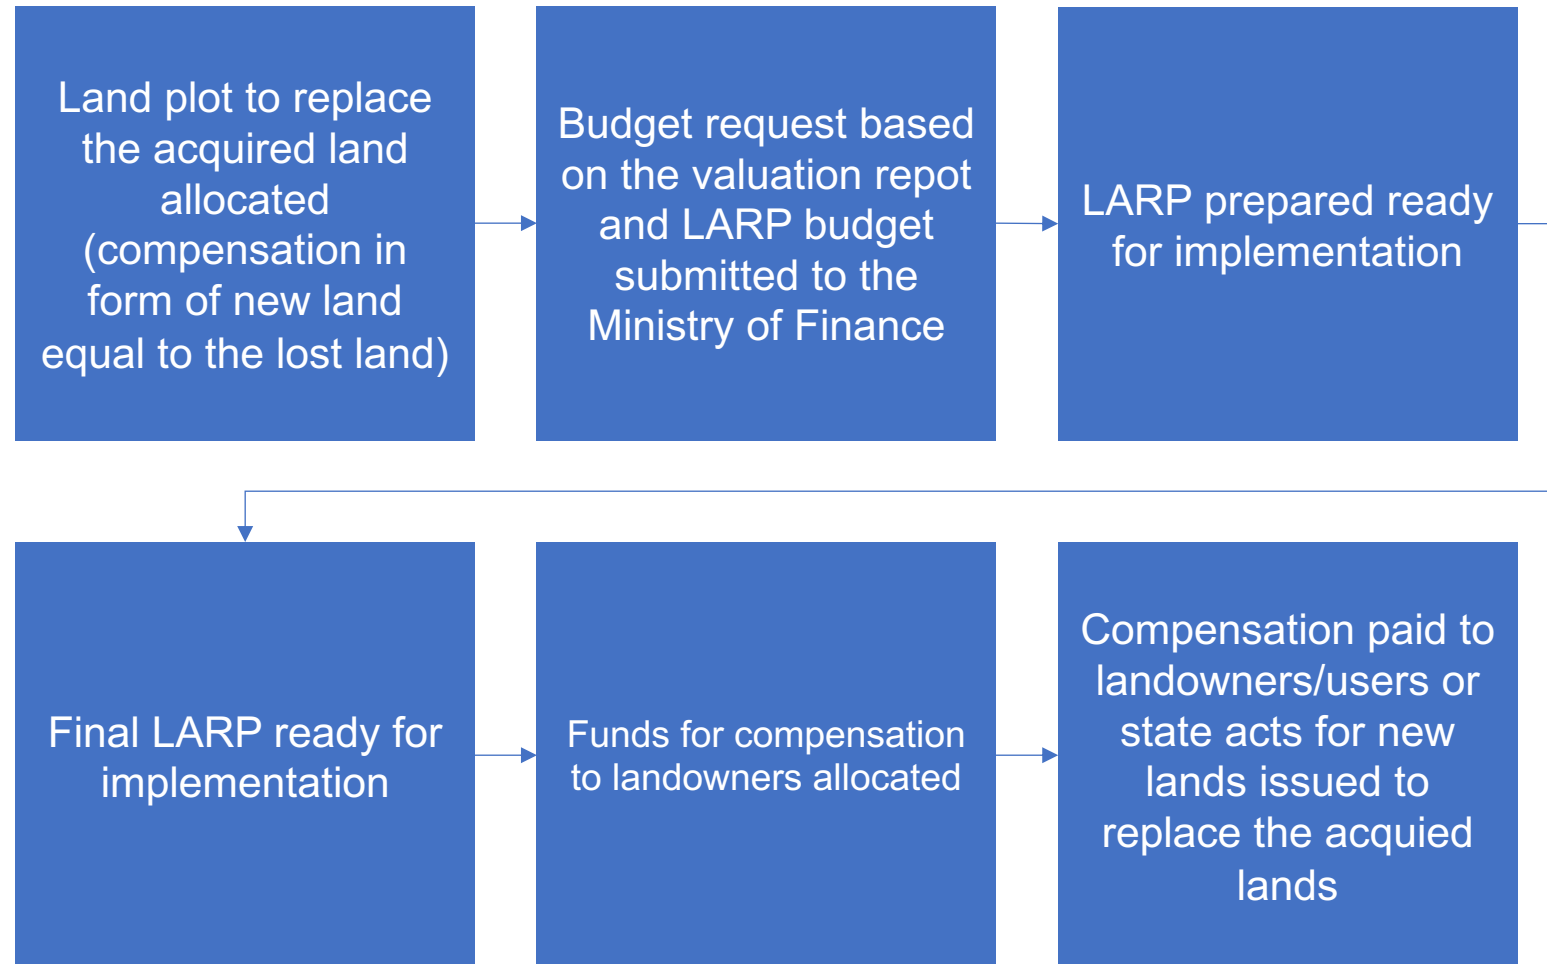 Land plot to replace
the acquired land
allocated
(compensation in
form of new land
equal to the lost land)
Budget request based
on the valuation repot
and LARP budget
submitted to the
Ministry of Finance
LARP prepared ready
for implementation
Final LARP ready for
implementation
Funds for compensation
to landowners allocated
Compensation paid to
landowners/users or
state acts for new
lands issued to
replace the acquied
lands